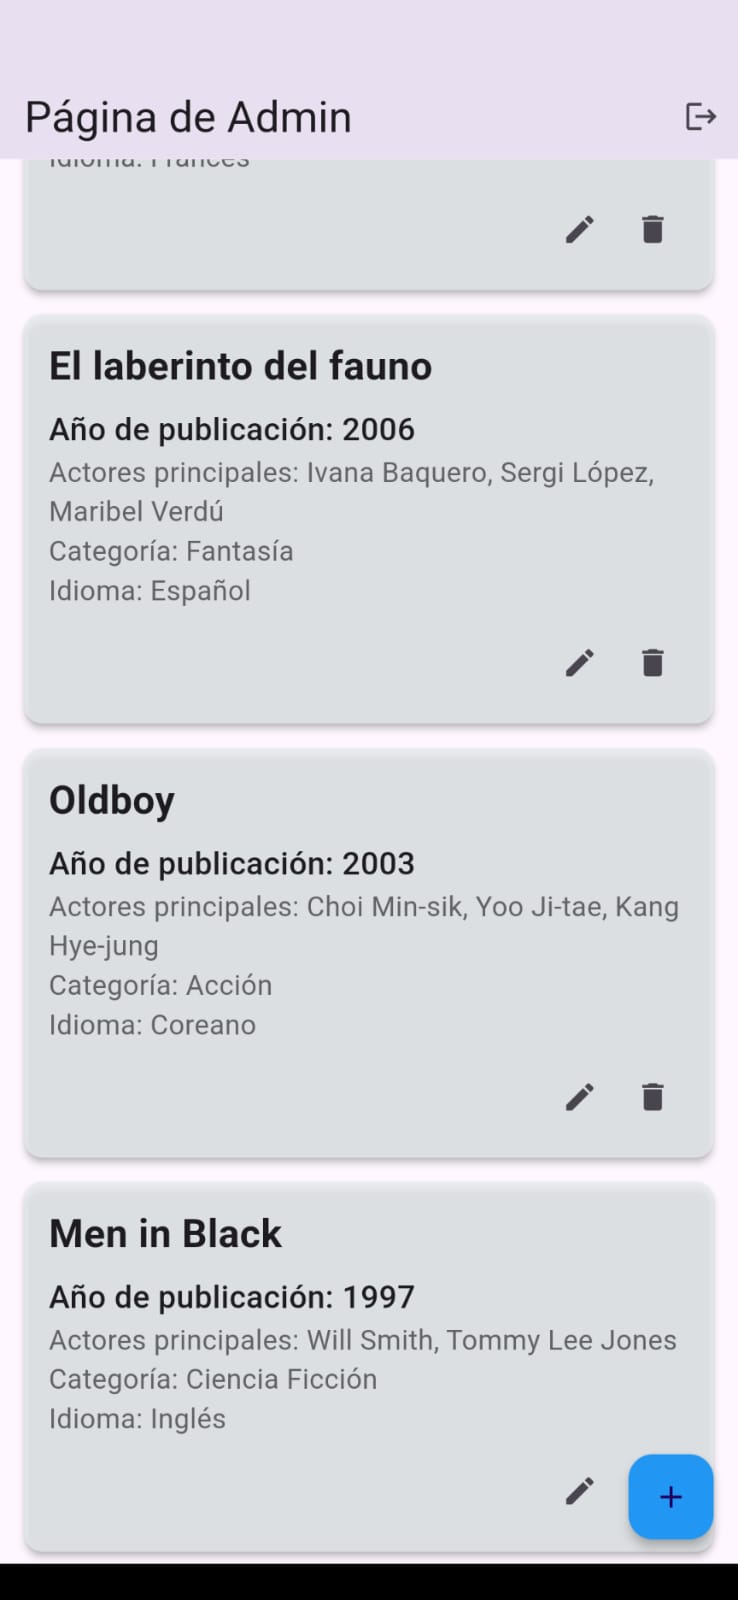 Página de Admin
Idioma: Francés
El laberinto del fauno
Año de publicación: 2006
Actores principales: Ivana Baquero, Sergi López,
Maribel Verdú
Categoría: Fantasía
Idioma: Español
Oldboy
Año de publicación: 2003
Actores principales: Choi Min-sik, Yoo Ji-tae, Kang
Hye-jung
Categoría: Acción
Idioma: Coreano
Men in Black
Año de publicación: 1997
Actores principales: Will Smith, Tommy Lee Jones
Categoría: Ciencia Ficción
Idioma: Inglés